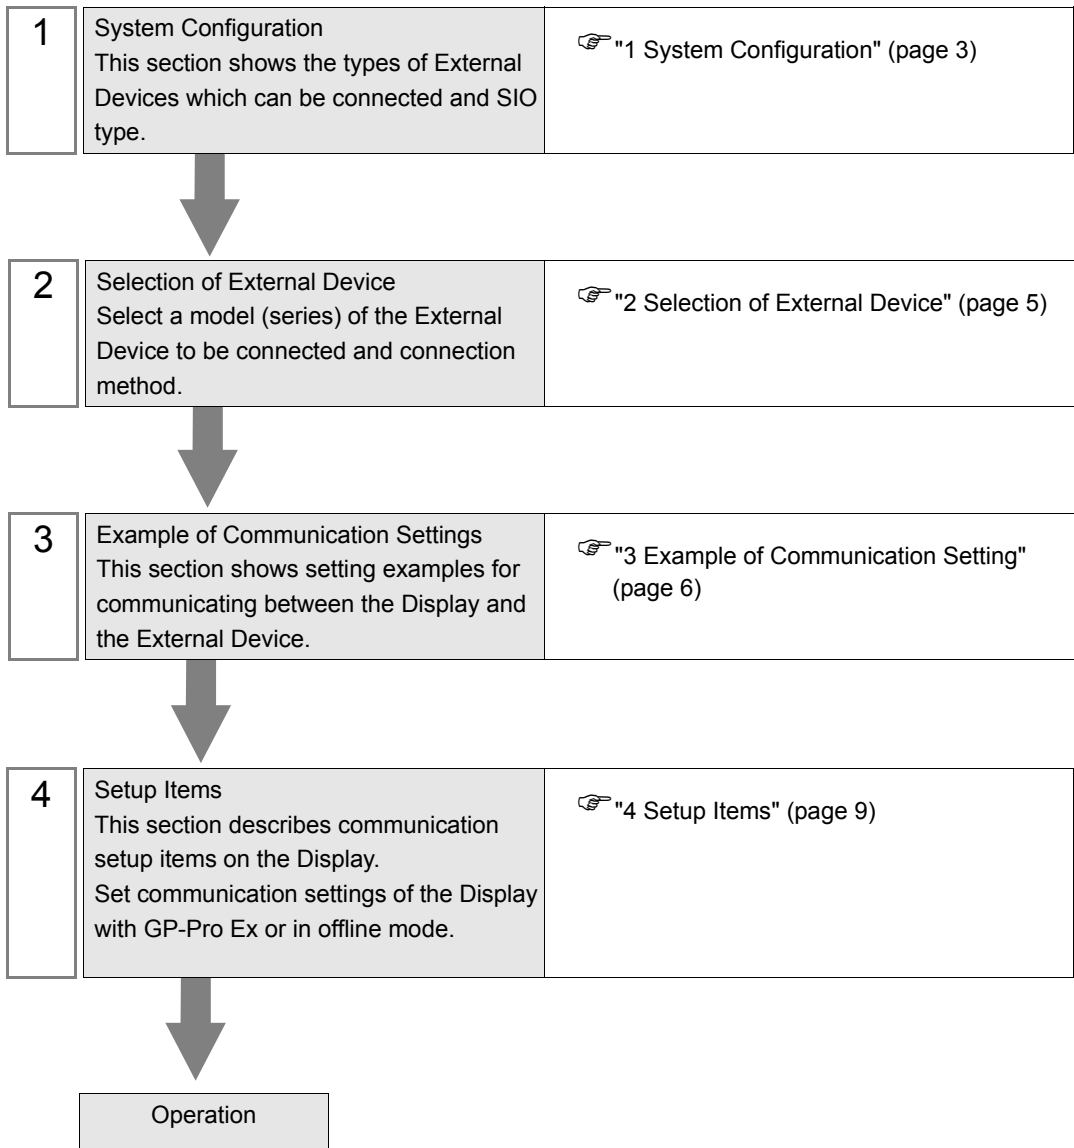 1
System Configuration
This section shows the types of External
Devices which can be connected and SIO
type.
"1 System Configuration" (page 3)
2
Selection of External Device
Select a model (series) of the External
Device to be connected and connection
method.
"2 Selection of External Device" (page 5)
3
Example of Communication Settings
This section shows setting examples for
communicating between the Display and
the External Device.
"3 Example of Communication Setting"
(page 6)
4
Setup Items
This section describes communication
setup items on the Display.
Set communication settings of the Display
with GP-Pro Ex or in offline mode.
"4 Setup Items" (page 9)
Operation